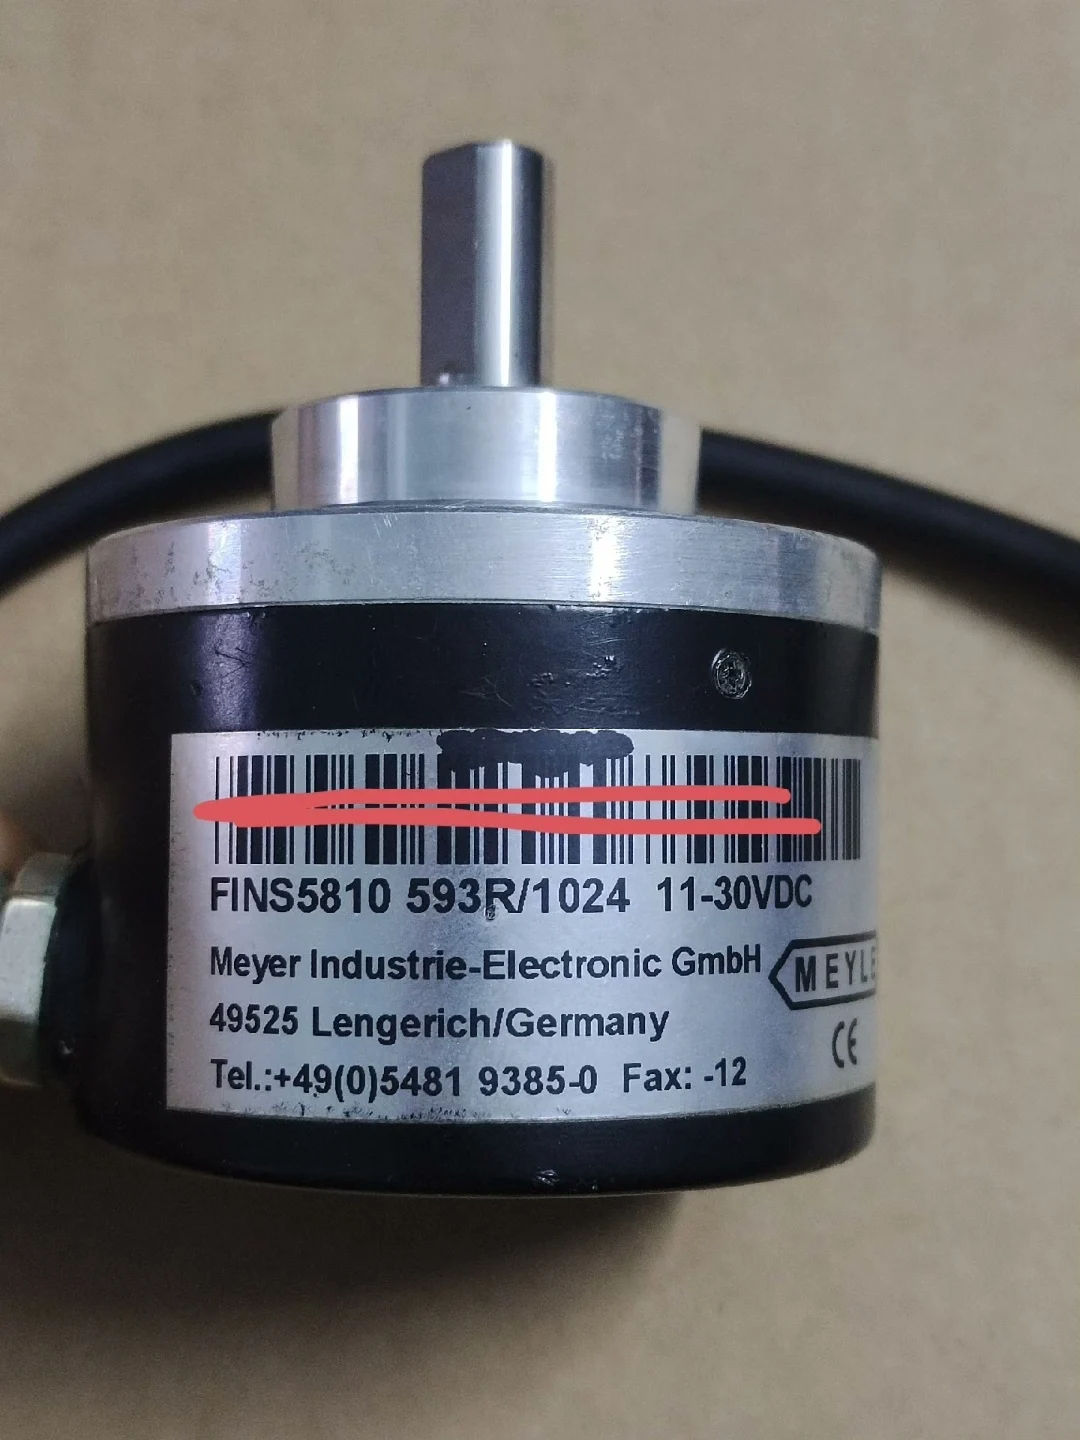 FINS5810 593R/1024 11-30VDC
Meyer Industrie-Electronic GmbH
MEYLE
49525 Lengerich/Germany
CE
Tel.:+49(0)5481 9385-0 Fax: -12